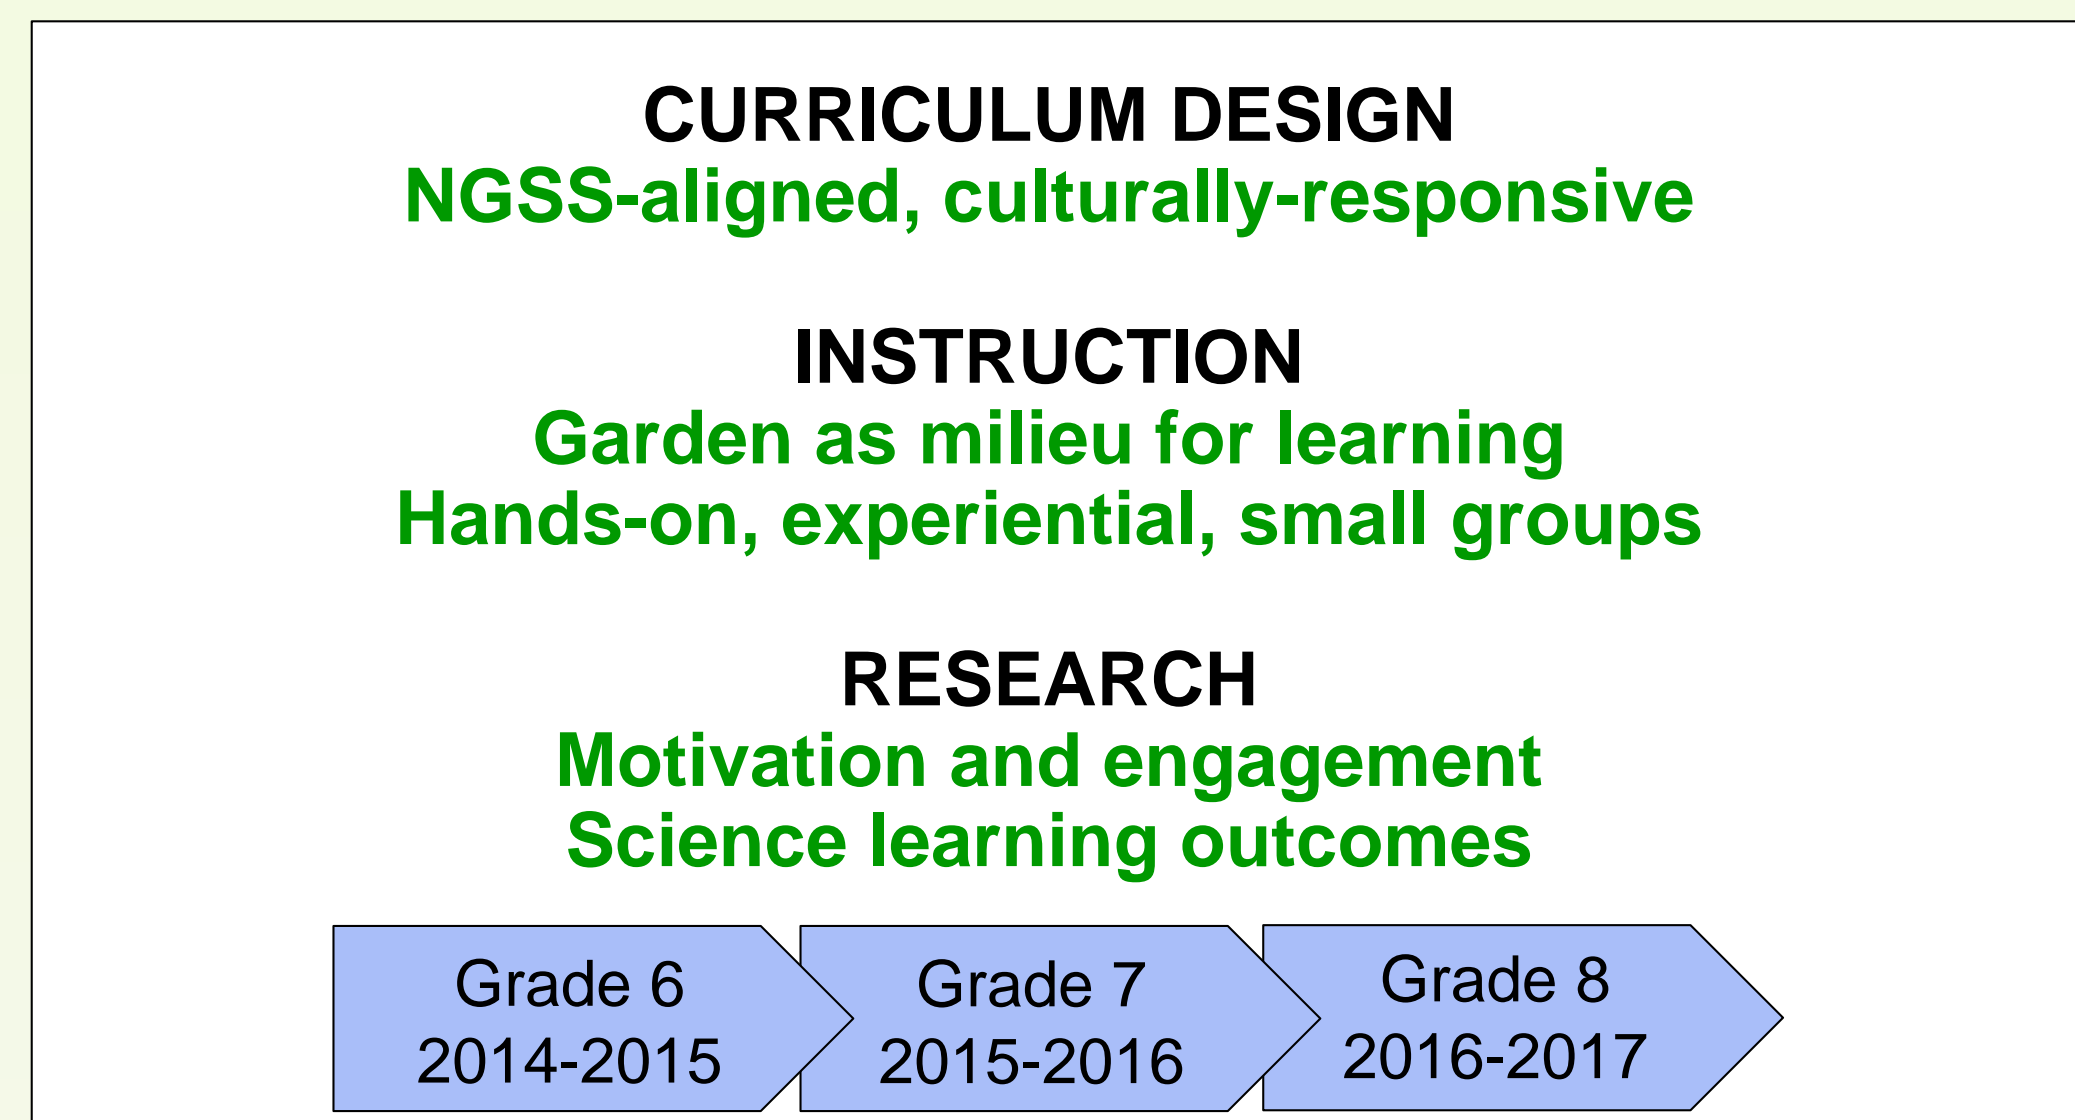 CURRICULUM DESIGN
NGSS-aligned, culturally-responsive
INSTRUCTION
Garden as milieu for learning
Hands-on, experiential, small groups
RESEARCH
Motivation and engagement
Science learning outcomes
Grade 6
2014-2015
Grade 7
2015-2016
Grade 8
2016-2017